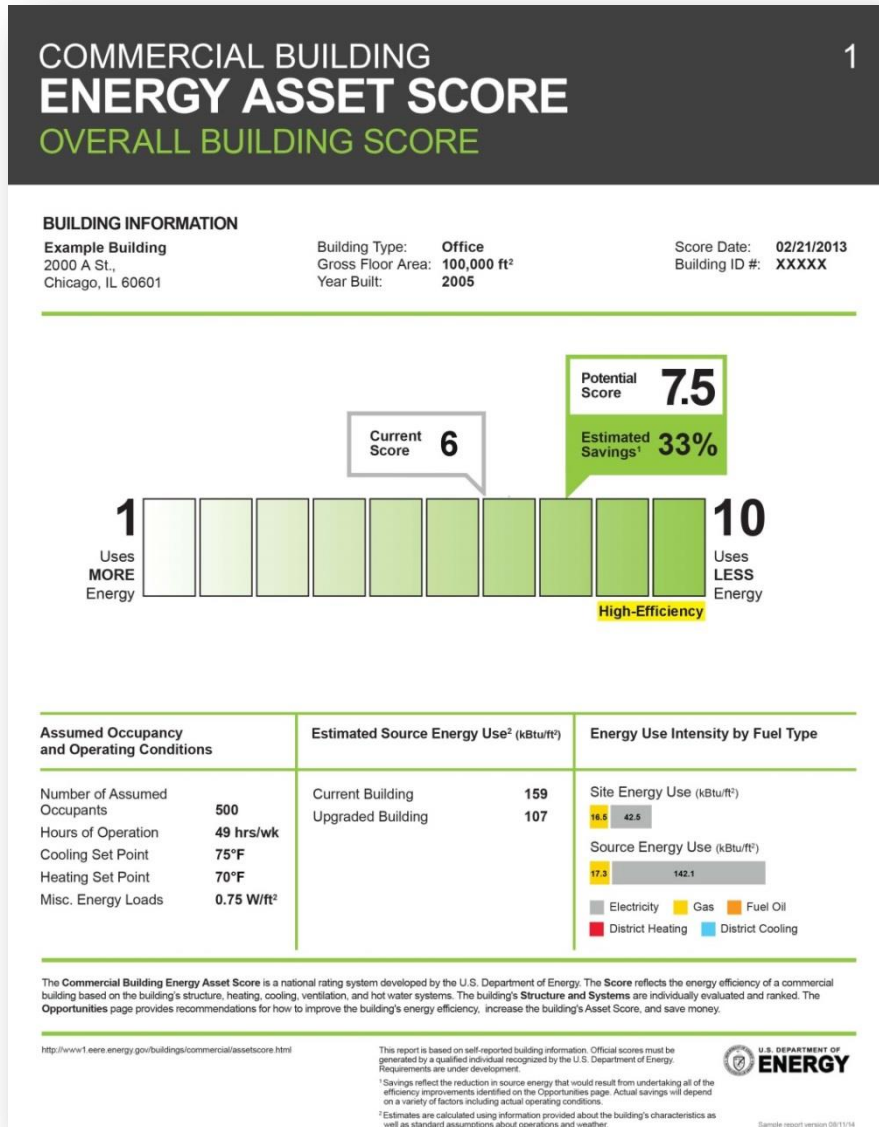 COMMERCIAL BUILDING
1
ENERGY ASSET SCORE
OVERALL BUILDING SCORE
BUILDING INFORMATION
Example Building
2000 A St.,
Chicago, IL 60601
Building Type: Office
Gross Floor Area: 100,000 ft²
Year Built: 2005
Score Date: 02/21/2013
Building ID #: XXXXX
Potential Score 7.5
Estimated Savings¹ 33%
Current Score 6
1
Uses
MORE
Energy
10
Uses
LESS
Energy
High-Efficiency
Assumed Occupancy
and Operating Conditions
Number of Assumed
Occupants 500
Hours of Operation 49 hrs/wk
Cooling Set Point 75°F
Heating Set Point 70°F
Misc. Energy Loads 0.75 W/ft²
Estimated Source Energy Use² (kBtu/ft²)
Current Building 159
Upgraded Building 107
Energy Use Intensity by Fuel Type
Site Energy Use (kBtu/ft²)
16.5 42.5
Source Energy Use (kBtu/ft²)
17.3 142.1
Electricity Gas Fuel Oil
District Heating District Cooling
The Commercial Building Energy Asset Score is a national rating system developed by the U.S. Department of Energy. The Score reflects the energy efficiency of a commercial
building based on the building's structure, heating, cooling, ventilation, and hot water systems. The building's Structure and Systems are individually evaluated and ranked. The
Opportunities page provides recommendations for how to improve the building's energy efficiency, increase the building's Asset Score, and save money.
http://www1.eere.energy.gov/buildings/commercial/assetscore.html
This report is based on self-reported building information. Official scores must be
generated by a qualified individual recognized by the U.S. Department of Energy.
Requirements are under development.
¹ Savings reflect the reduction in source energy that would result from undertaking all of the
efficiency improvements identified on the Opportunities page. Actual savings will depend
on a variety of factors including actual operating conditions.
² Estimates are calculated using information provided about the building's characteristics as
well as standard assumptions about operations and weather.
U.S. DEPARTMENT OF
ENERGY
Sample report version 08/11/14